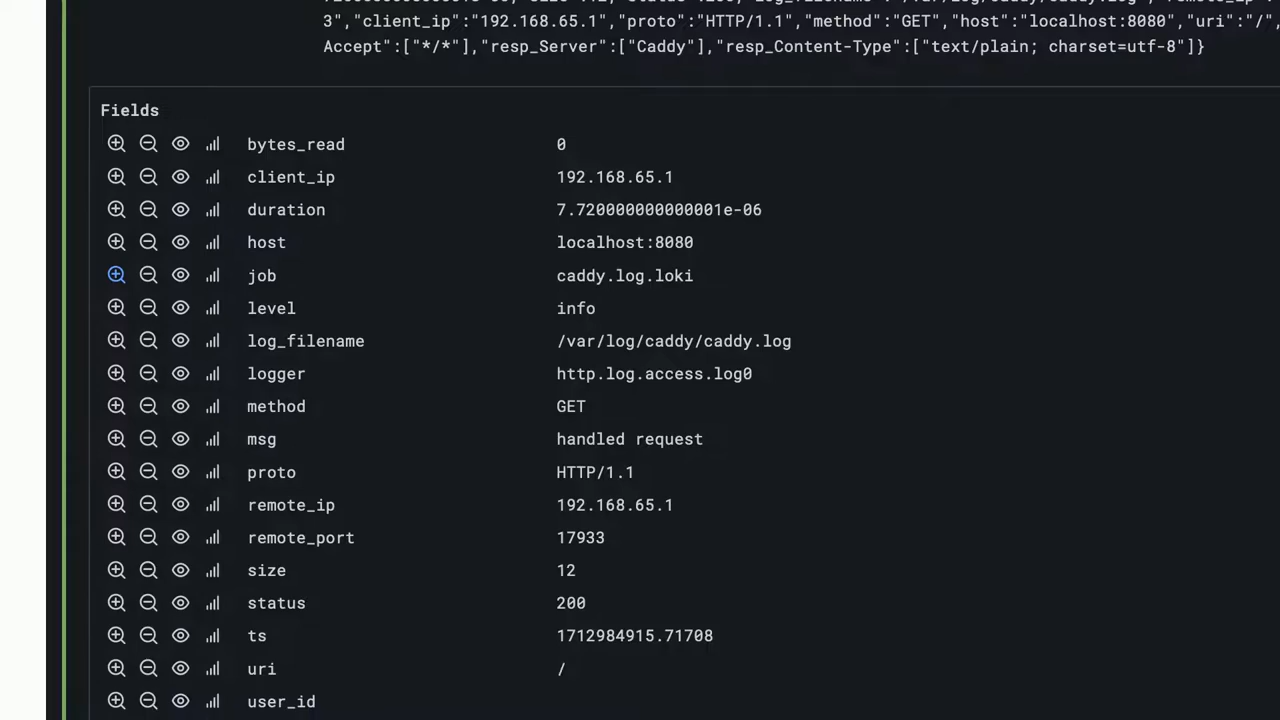 3","client_ip":"192.168.65.1","proto":"HTTP/1.1","method":"GET","host":"localhost:8080","uri":"/",
Accept":["*/*"],"resp_Server":["Caddy"],"resp_Content-Type":["text/plain; charset=utf-8"]}
Fields
bytes_read 0
client_ip 192.168.65.1
duration 7.720000000000001e-06
host localhost:8080
job caddy.log.loki
level info
log_filename /var/log/caddy/caddy.log
logger http.log.access.log0
method GET
msg handled request
proto HTTP/1.1
remote_ip 192.168.65.1
remote_port 17933
size 12
status 200
ts 1712984915.71708
uri /
user_id